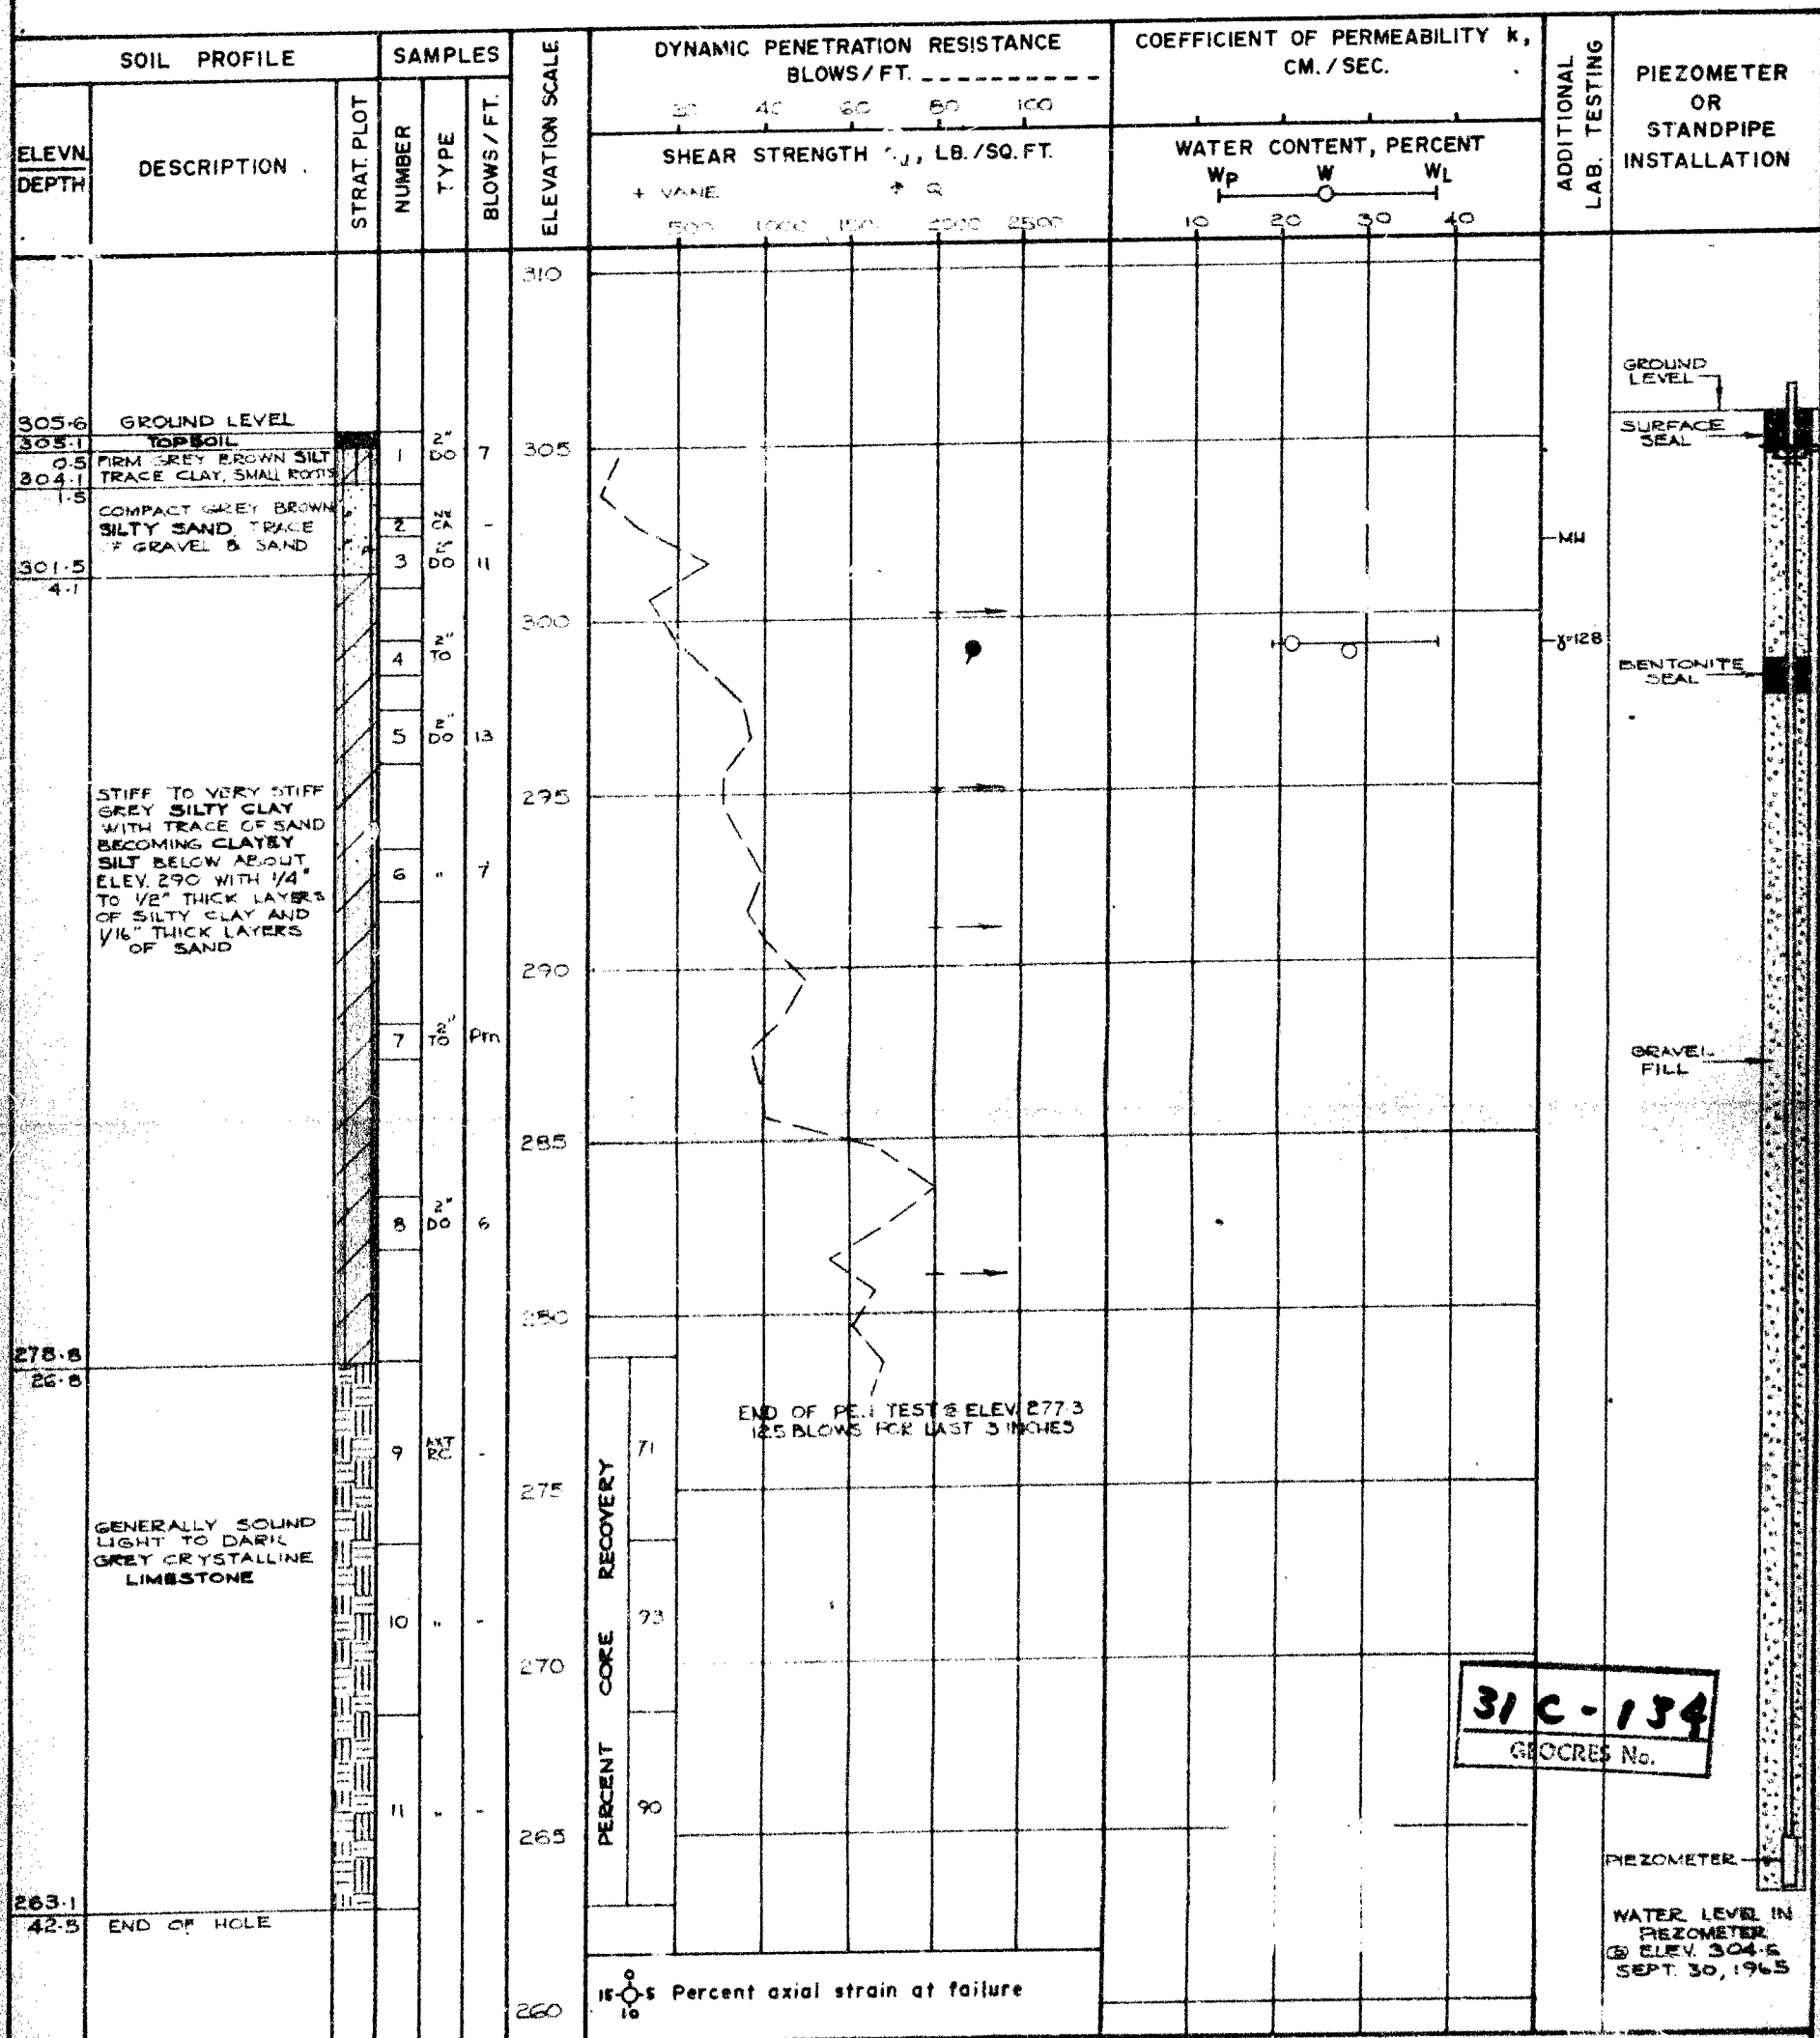 SOIL PROFILE
SAMPLES
ELEVATION SCALE
DYNAMIC PENETRATION RESISTANCE
BLOWS/FT. ----------
20 40 60 80 100
COEFFICIENT OF PERMEABILITY k,
CM./SEC.
ADDITIONAL
LAB. TESTING
PIEZOMETER
OR
STANDPIPE
INSTALLATION
ELEVN.
DEPTH
DESCRIPTION
STRAT. PLOT
NUMBER
TYPE
BLOWS/FT.
SHEAR STRENGTH , LB./SQ.FT.
+ VANE
Q
500 1000 2000 2500
WATER CONTENT, PERCENT
WP W WL
10 20 30 40
310
305
300
295
290
285
280
275
270
265
260
305.6 GROUND LEVEL
305.1 TOPSOIL
0.5 FIRM GREY BROWN SILT
304.1 TRACE CLAY, SMALL ROOTS
1.5
COMPACT GREY BROWN
SILTY SAND, TRACE
OF GRAVEL & SAND
301.5
4.1
STIFF TO VERY STIFF
GREY SILTY CLAY
WITH TRACE OF SAND
BECOMING CLAYEY
SILT BELOW ABOUT
ELEV. 290 WITH 1/4"
TO 1/2" THICK LAYERS
OF SILTY CLAY AND
1/16" THICK LAYERS
OF SAND
278.8
26.8
GENERALLY SOUND
LIGHT TO DARK
GREY CRYSTALLINE
LIMESTONE
263.1
42.5 END OF HOLE
1 2" DO 7
2 CA -
3 DO 11
4 2" TO
5 2" DO 13
6 " 7
7 2" TO Pm
8 2" DO 6
9 AXT RC -
10 " -
11 " -
END OF TEST @ ELEV. 277.3
125 BLOWS FOR LAST 3 INCHES
PERCENT CORE RECOVERY
71
93
90
15 0 5 10 Percent axial strain at failure
MH
γ=128
GROUND
LEVEL
SURFACE
SEAL
BENTONITE
SEAL
GRAVEL
FILL
31 C - 134
GEOCRES No.
PIEZOMETER
WATER LEVEL IN
PIEZOMETER
@ ELEV.
SEPT. 30, 1965